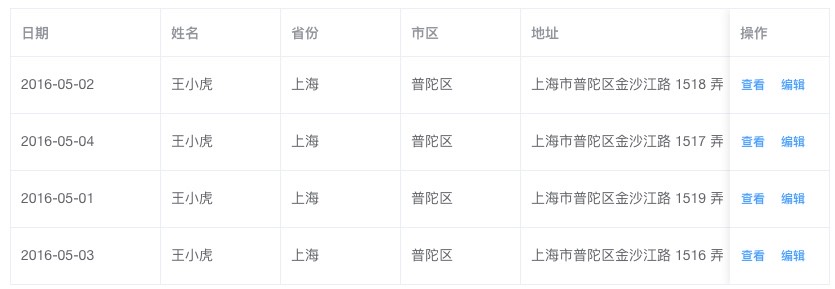 日期 姓名 省份 市区 地址 操作
2016-05-02 王小虎 上海 普陀区 上海市普陀区金沙江路 1518 弄 查看 编辑
2016-05-04 王小虎 上海 普陀区 上海市普陀区金沙江路 1517 弄 查看 编辑
2016-05-01 王小虎 上海 普陀区 上海市普陀区金沙江路 1519 弄 查看 编辑
2016-05-03 王小虎 上海 普陀区 上海市普陀区金沙江路 1516 弄 查看 编辑